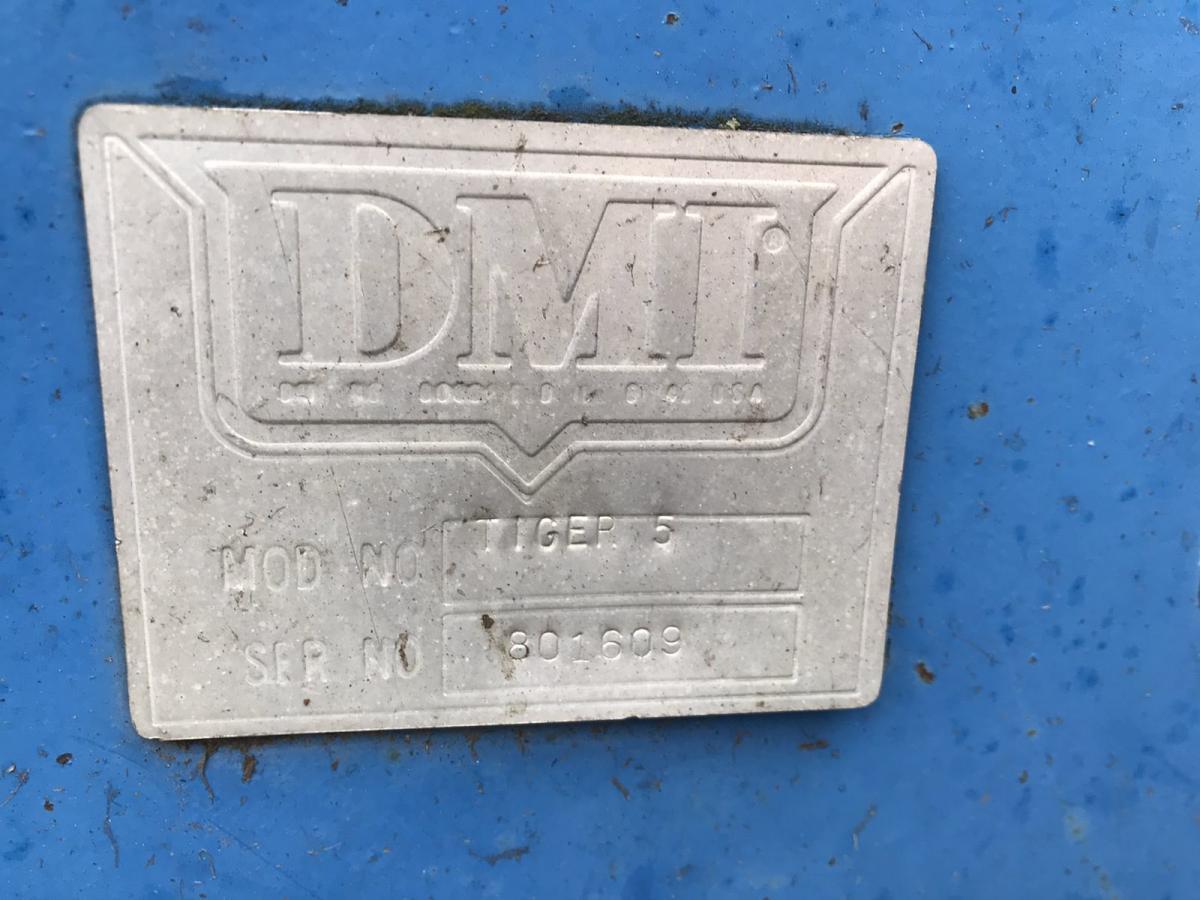 DMI®
USA
MOD NO TIGER 5
SER NO 801609